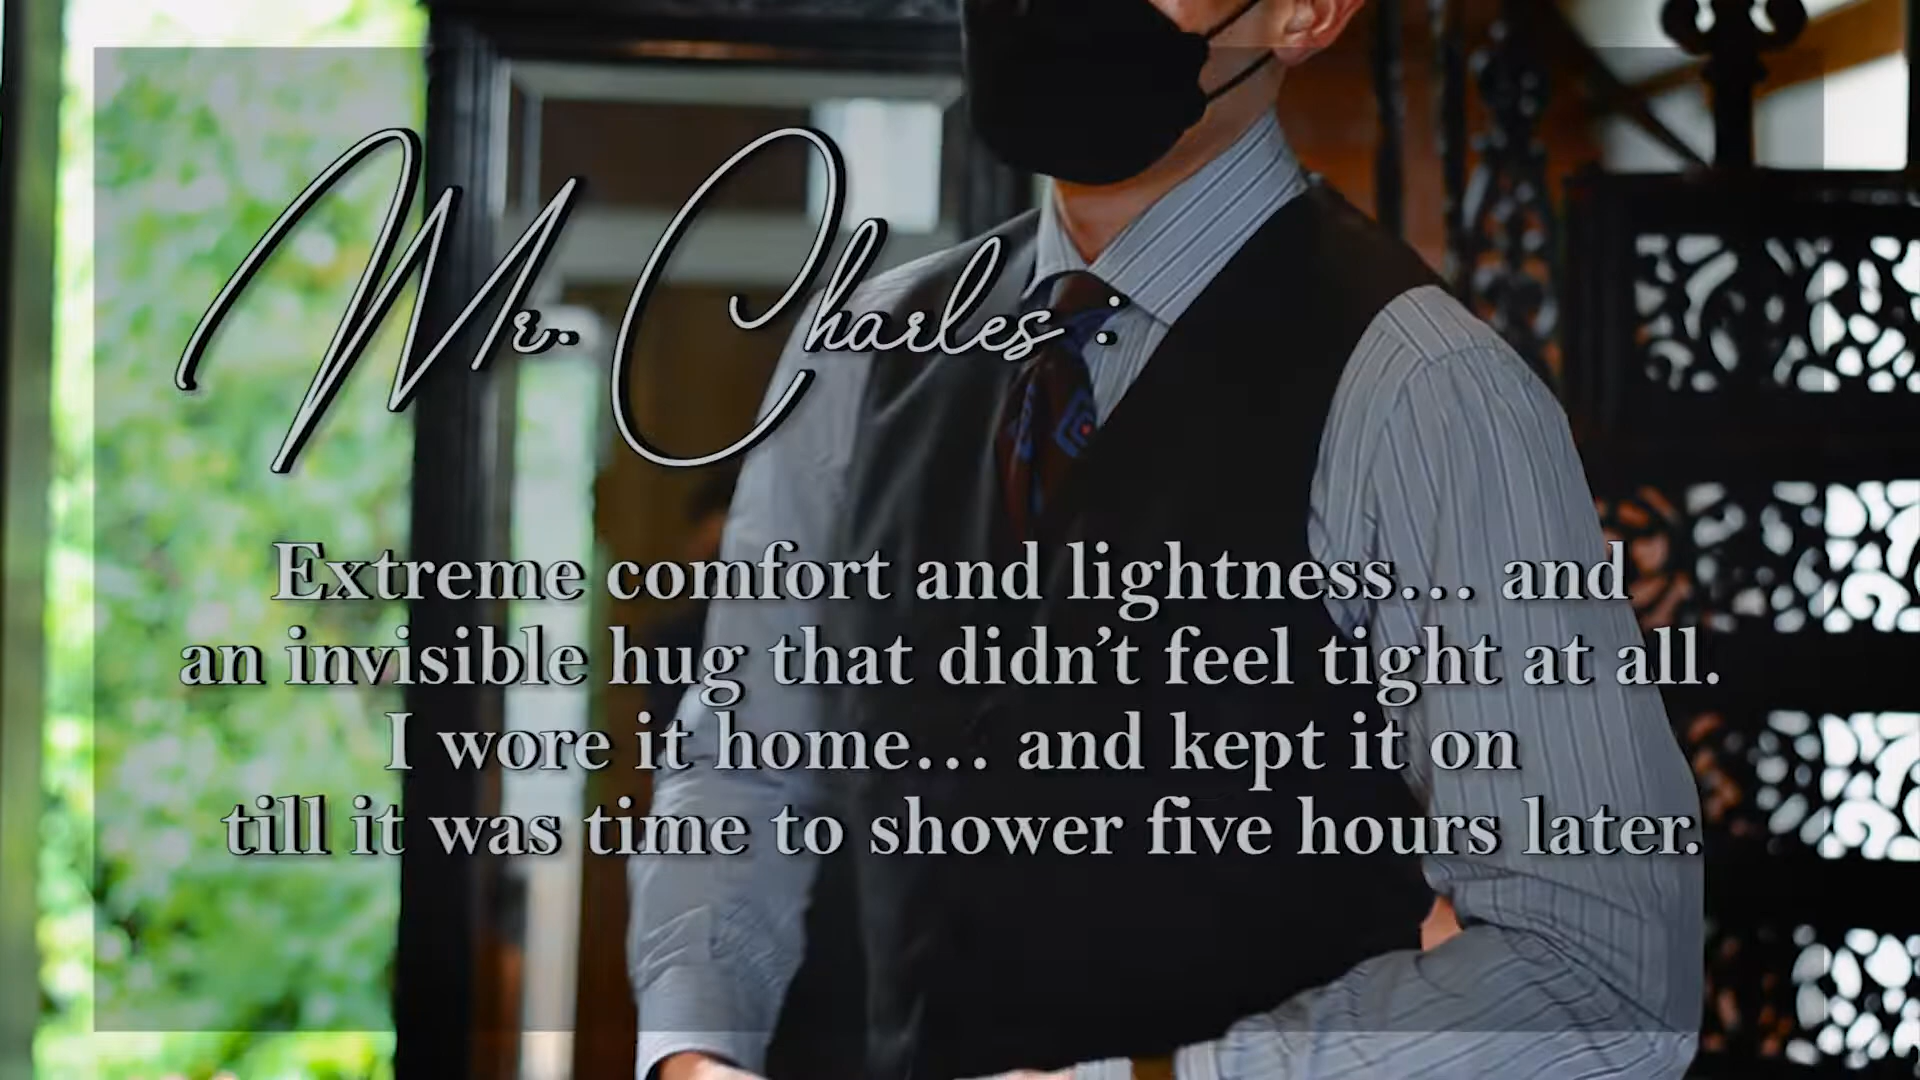 Mr. Charles :
Extreme comfort and lightness… and
an invisible hug that didn’t feel tight at all.
I wore it home… and kept it on
till it was time to shower five hours later.